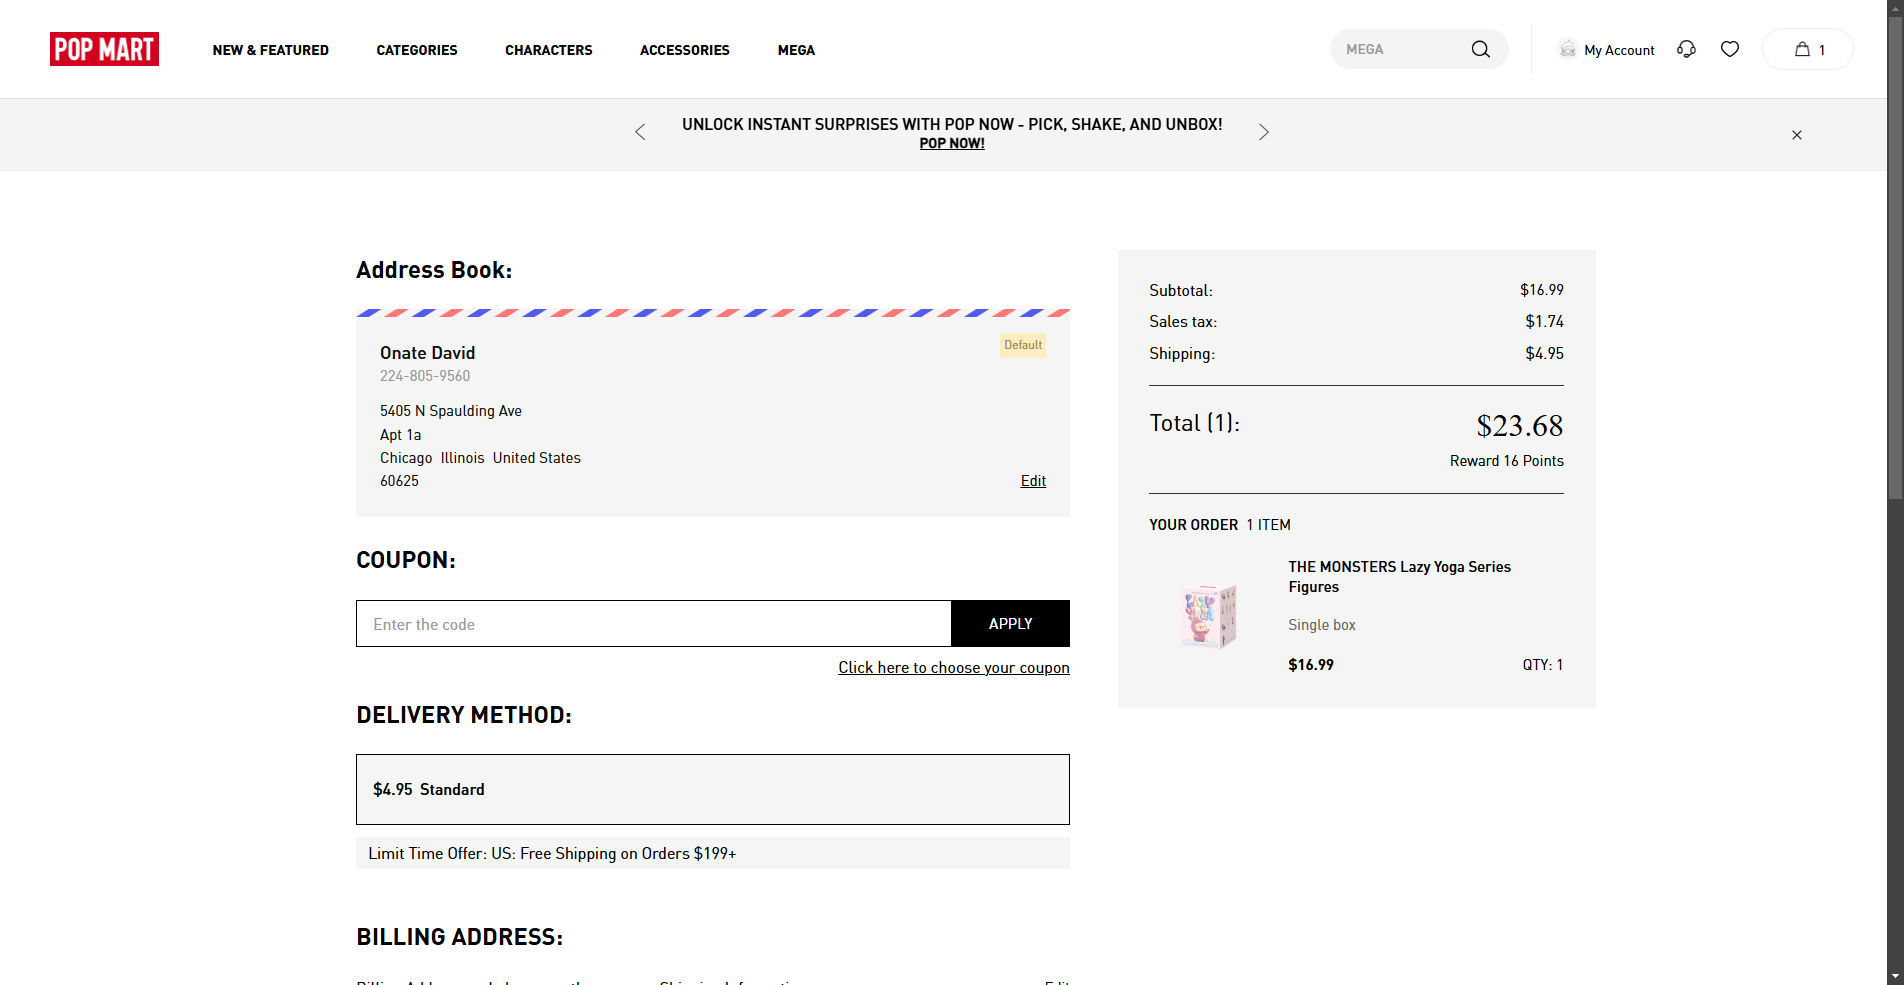 POP MART
NEW & FEATURED
CATEGORIES
CHARACTERS
ACCESSORIES
MEGA
MEGA
My Account
1
UNLOCK INSTANT SURPRISES WITH POP NOW - PICK, SHAKE, AND UNBOX!
POP NOW!
Address Book:
Default
Onate David
224-805-9560
5405 N Spaulding Ave
Apt 1a
Chicago Illinois United States
60625
Edit
COUPON:
Enter the code
APPLY
Click here to choose your coupon
DELIVERY METHOD:
$4.95 Standard
Limit Time Offer: US: Free Shipping on Orders $199+
BILLING ADDRESS:
Subtotal: $16.99
Sales tax: $1.74
Shipping: $4.95
Total (1): $23.68
Reward 16 Points
YOUR ORDER 1 ITEM
THE MONSTERS Lazy Yoga Series
Figures
Single box
$16.99 QTY: 1